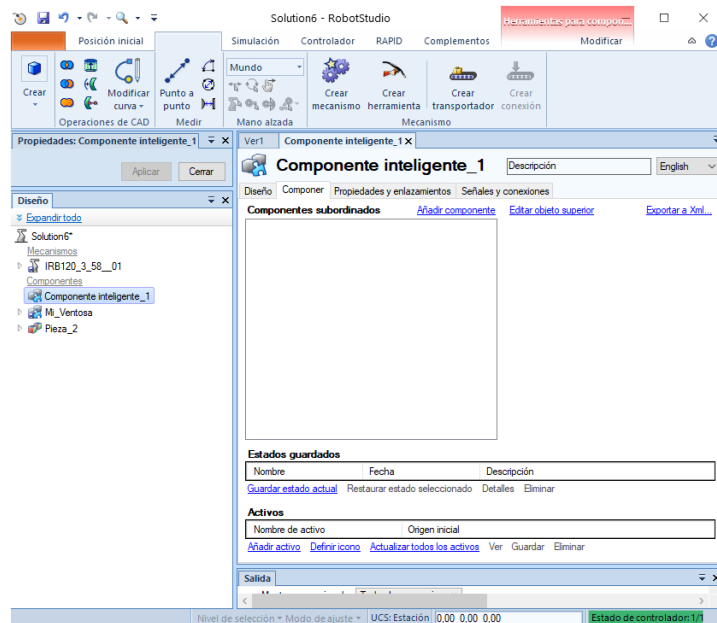 Solution6 - RobotStudio
Herramientas para compon...
Posición inicial Simulación Controlador RAPID Complementos Modificar
Crear
Modificar curva
Operaciones de CAD
Punto a punto
Medir
Mundo
Mano alzada
Crear mecanismo
Crear herramienta
Crear transportador
Crear conexión
Mecanismo
Propiedades: Componente inteligente_1
Aplicar Cerrar
Diseño
Expandir todo
Solution6*
Mecanismos
IRB120_3_58__01
Componentes
Componente inteligente_1
Mi_Ventosa
Pieza_2
Ver1 Componente inteligente_1
Componente inteligente_1 Descripción English
Diseño Componer Propiedades y enlazamientos Señales y conexiones
Componentes subordinados Añadir componente Editar objeto superior Exportar a Xml...
Estados guardados
Nombre Fecha Descripción
Guardar estado actual Restaurar estado seleccionado Detalles Eliminar
Activos
Nombre de activo Origen inicial
Añadir activo Definir icono Actualizar todos los activos Ver Guardar Eliminar
Salida
Nivel de selección Modo de ajuste UCS: Estación 0,00 0,00 0,00 Estado de controlador: 1/1